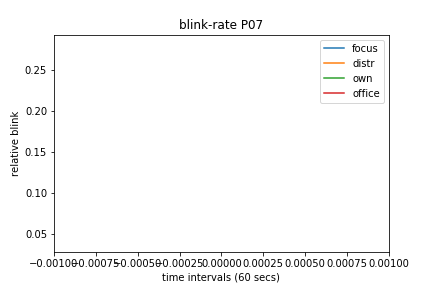 blink-rate P07
focus
distr
own
office
0.25
0.20
0.15
0.10
0.05
relative blink
−0.00100 −0.00075 −0.00050 −0.00025 0.00000 0.00025 0.00050 0.00075 0.00100
time intervals (60 secs)